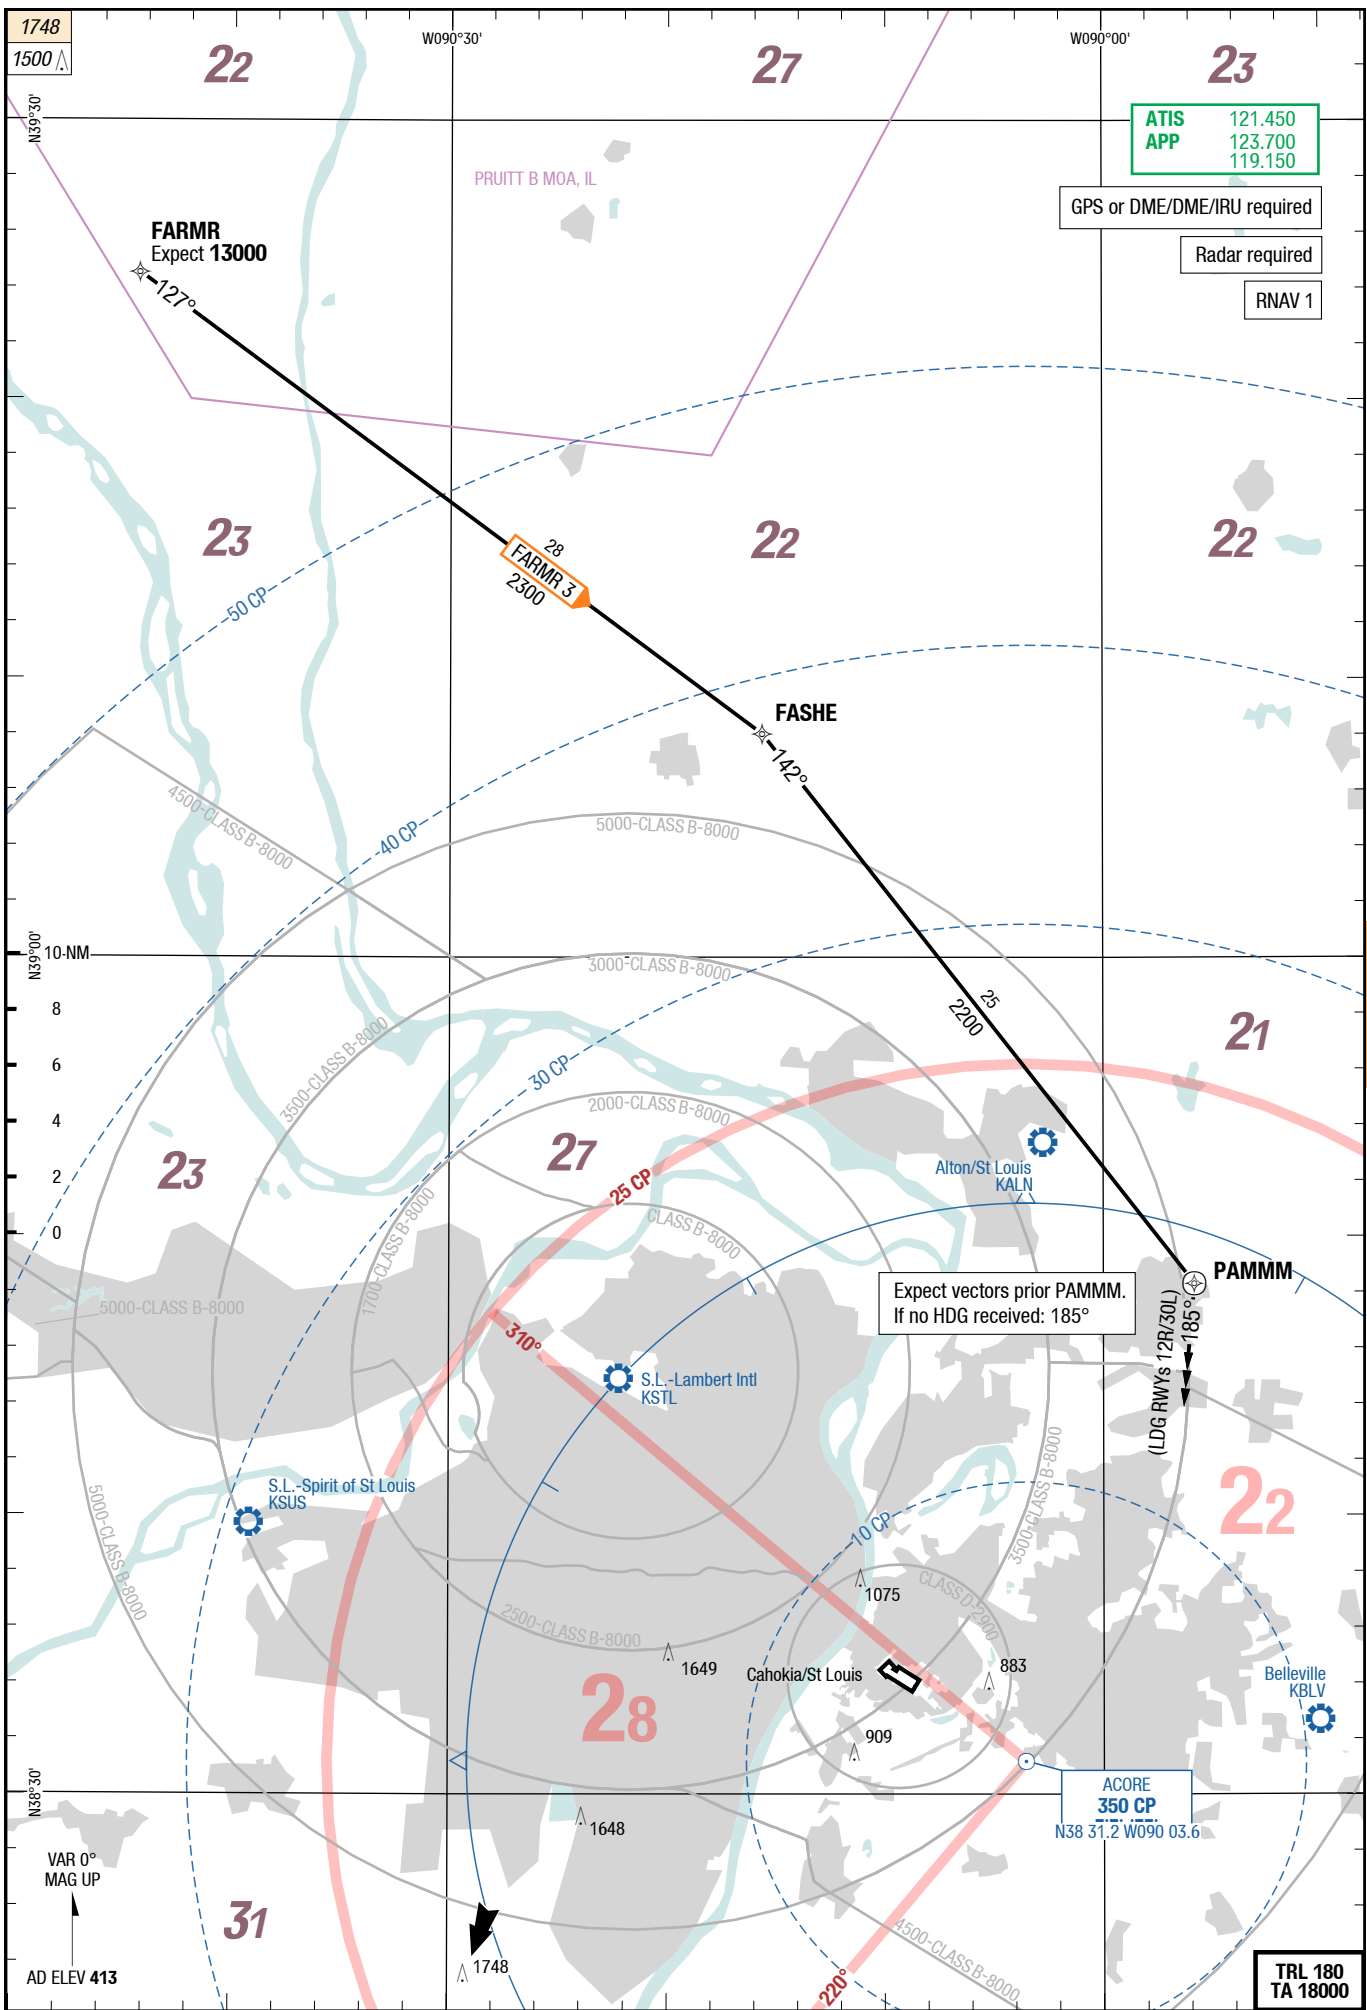 1748
1500
W090°30'
W090°00'
22
27
23
N39°30'
ATIS 121.450
APP 123.700
119.150
PRUITT B MOA, IL
GPS or DME/DME/IRU required
Radar required
RNAV 1
FARMR
Expect 13000
127°
23
22
22
28
FARMR 3
2300
50 CP
FASHE
142°
4500-CLASS B-8000
40 CP
5000-CLASS B-8000
N39°00'
10 NM
3000-CLASS B-8000
8
25
2200
21
3500-CLASS B-8000
6
30 CP
4
2000-CLASS B-8000
23
27
2
25 CP
Alton/St Louis
KALN
0
1700-CLASS B-8000
CLASS B-8000
PAMMM
Expect vectors prior PAMMM.
If no HDG received: 185°
5000-CLASS B-8000
185°
(LDG RWYs 12R/30L)
310°
S.L.-Lambert Intl
KSTL
S.L.-Spirit of St Louis
KSUS
3500-CLASS B-8000
22
5000-CLASS B-8000
10 CP
1075
CLASS D-2900
2500-CLASS B-8000
1649
Cahokia/St Louis
883
Belleville
KBLV
28
909
N38°30'
ACORE
350 CP
N38 31.2 W090 03.6
1648
VAR 0°
MAG UP
31
4500-CLASS B-8000
1748
AD ELEV 413
220°
TRL 180
TA 18000